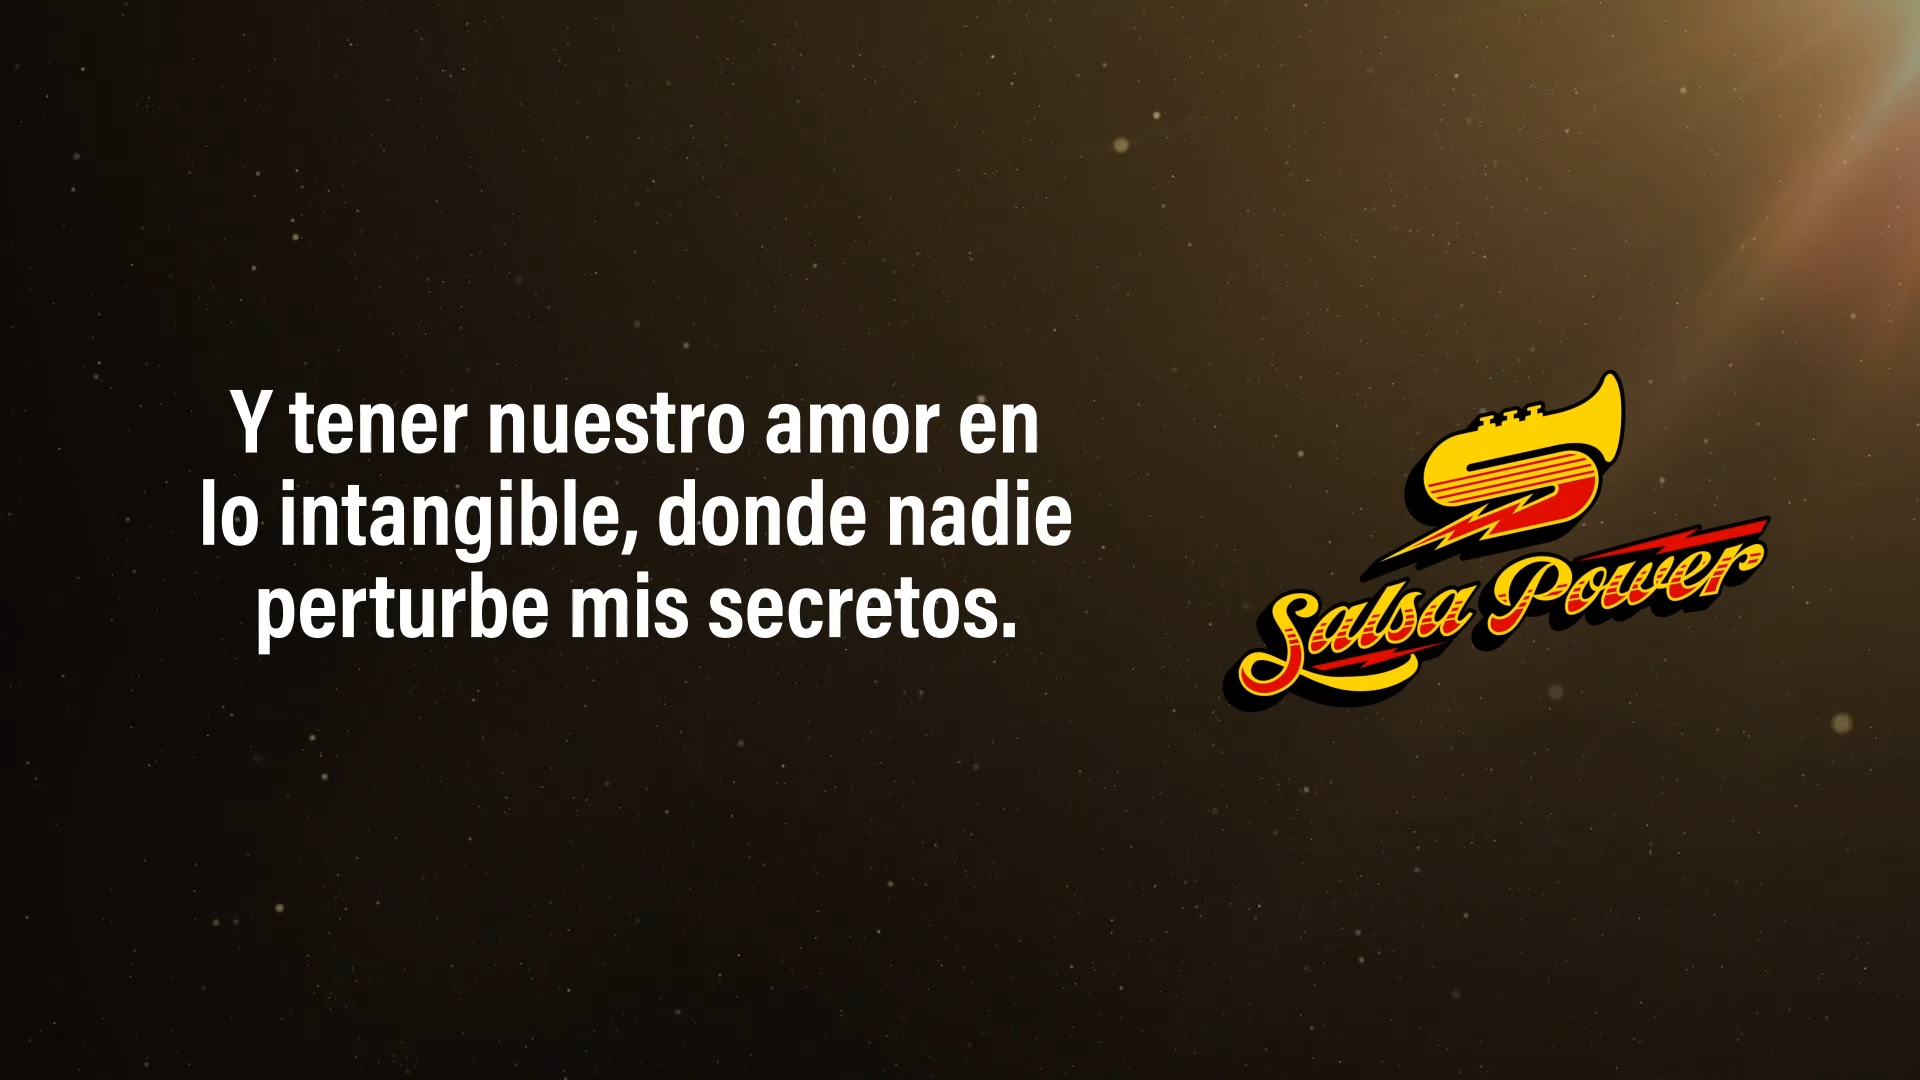 Y tener nuestro amor en
lo intangible, donde nadie
perturbe mis secretos.
Salsa Power